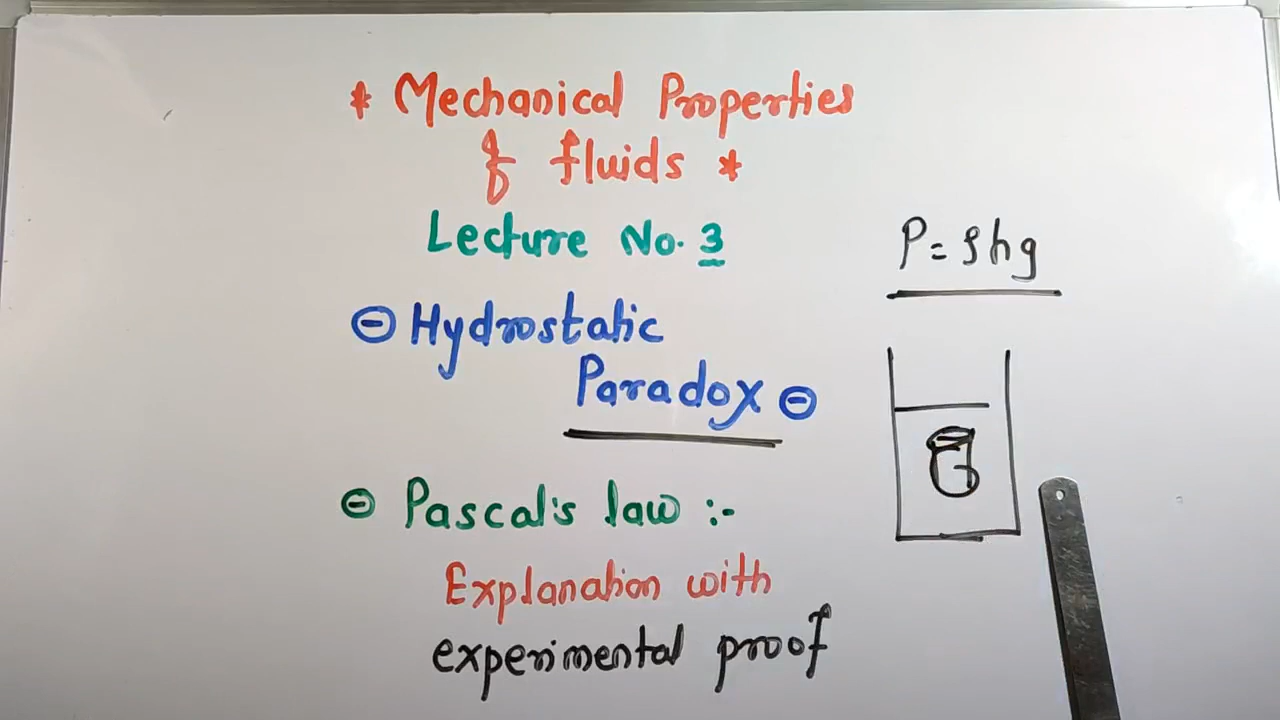 * Mechanical Properties
of fluids *
Lecture No. 3
P = ρhg
⊖ Hydrostatic
Paradox ⊖
⊖ Pascal's law :-
Explanation with
experimental proof